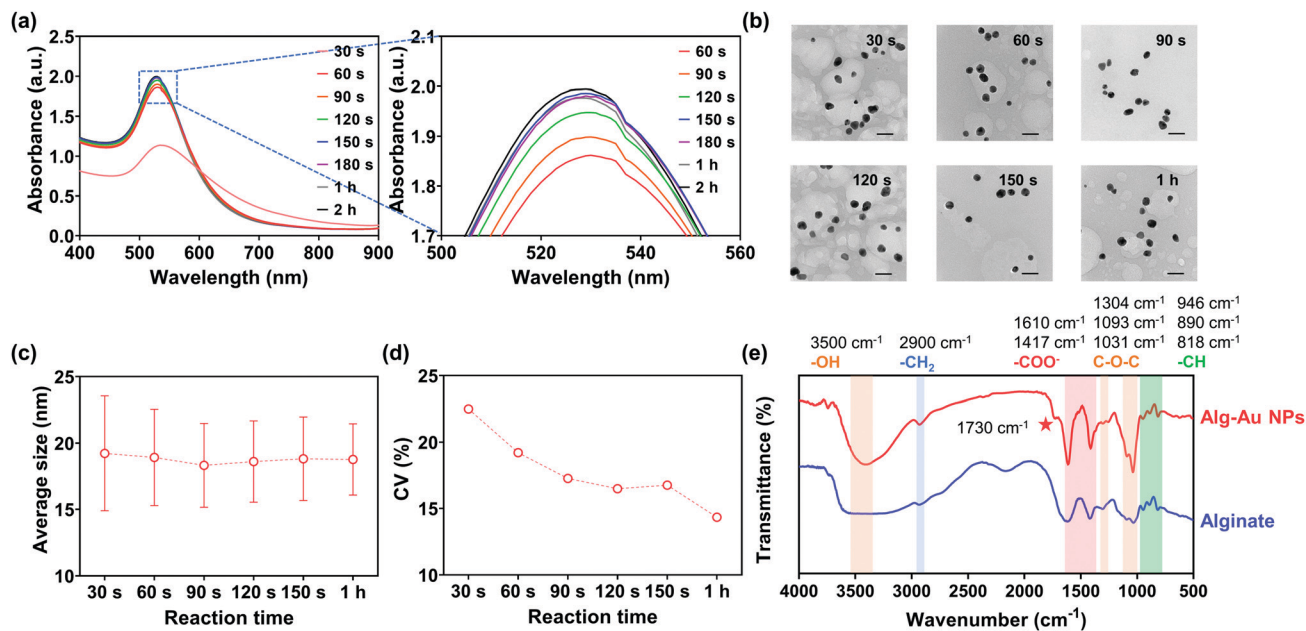 (a)
Absorbance (a.u.)
2.5
2.0
1.5
1.0
0.5
0.0
400 500 600 700 800 900
Wavelength (nm)
30 s
60 s
90 s
120 s
150 s
180 s
1 h
2 h
Absorbance (a.u.)
2.1
2.0
1.9
1.8
1.7
500 520 540 560
Wavelength (nm)
60 s
90 s
120 s
150 s
180 s
1 h
2 h
(b)
30 s
60 s
90 s
120 s
150 s
1 h
(c)
Average size (nm)
25
20
15
10
30 s 60 s 90 s 120 s 150 s 1 h
Reaction time
(d)
CV (%)
25
20
15
10
30 s 60 s 90 s 120 s 150 s 1 h
Reaction time
(e)
3500 cm⁻¹
-OH
2900 cm⁻¹
-CH₂
1610 cm⁻¹
1417 cm⁻¹
-COO⁻
1304 cm⁻¹
1093 cm⁻¹
1031 cm⁻¹
C-O-C
946 cm⁻¹
890 cm⁻¹
818 cm⁻¹
-CH
Transmittance (%)
1730 cm⁻¹ ★
Alg-Au NPs
Alginate
4000 3500 3000 2500 2000 1500 1000 500
Wavenumber (cm⁻¹)